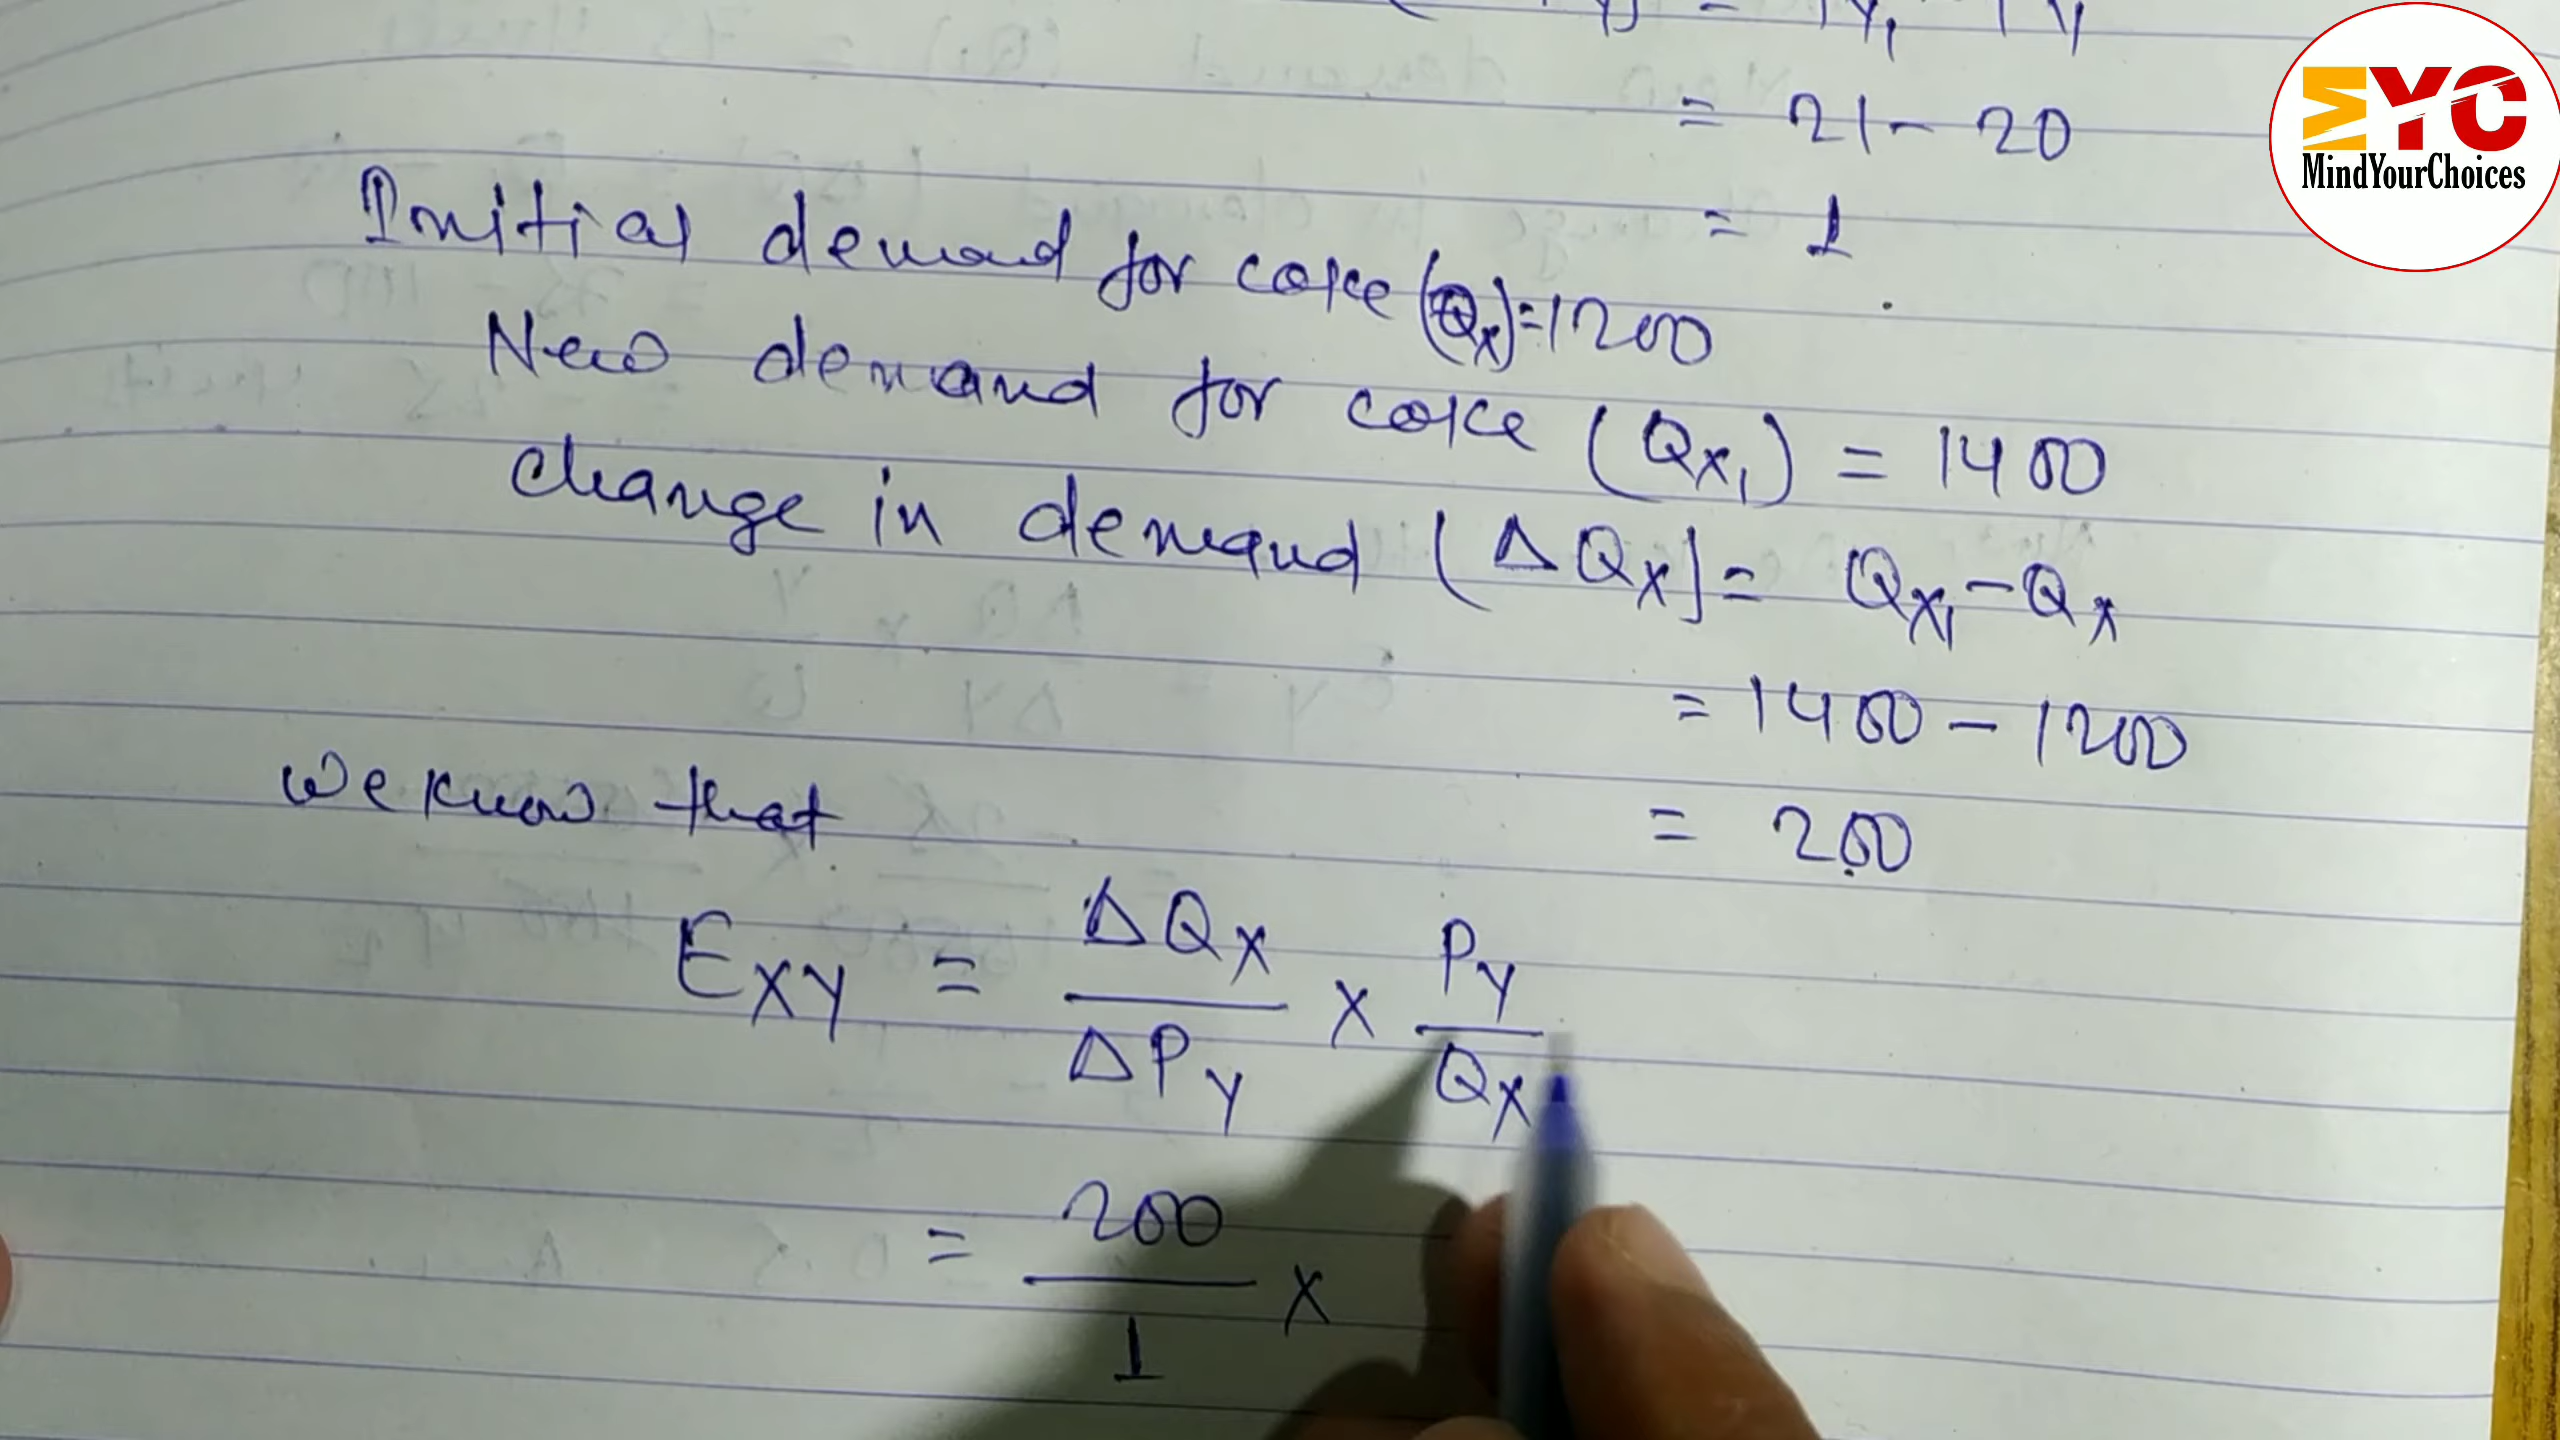 = 21 - 20
= 1
Initial demand for coke (Qx) = 1200
New demand for coke (Qx1) = 1400
change in demand (ΔQx] = Qx1 - Qx
= 1400 - 1200
= 200
we know that
Exy = ΔQx / ΔPy × Py / Qx
= 200 / 1 ×
MYC
MindYourChoices